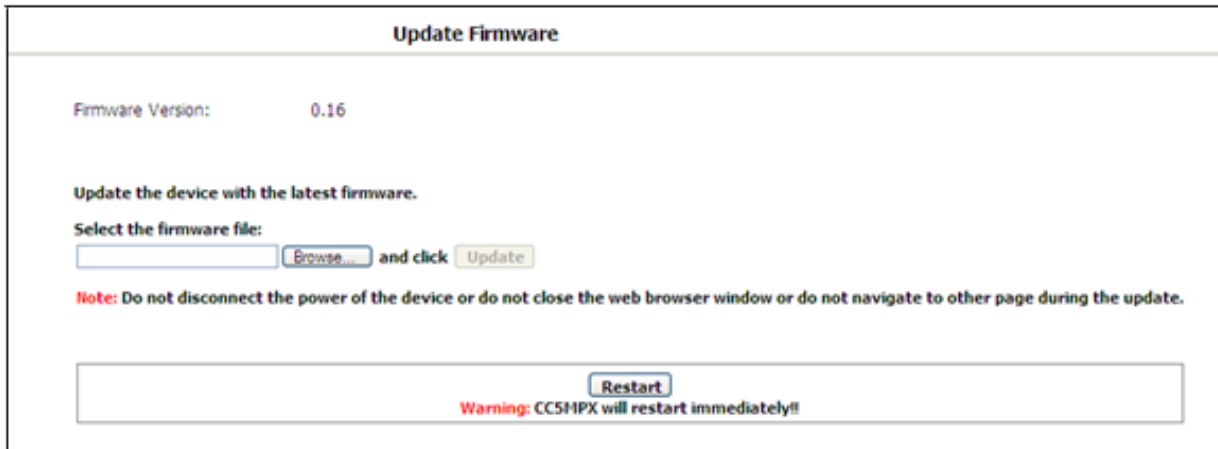 Update Firmware
Firmware Version: 0.16
Update the device with the latest firmware.
Select the firmware file:
Browse... and click Update
Note: Do not disconnect the power of the device or do not close the web browser window or do not navigate to other page during the update.
Restart
Warning: CC5MPX will restart immediately!!